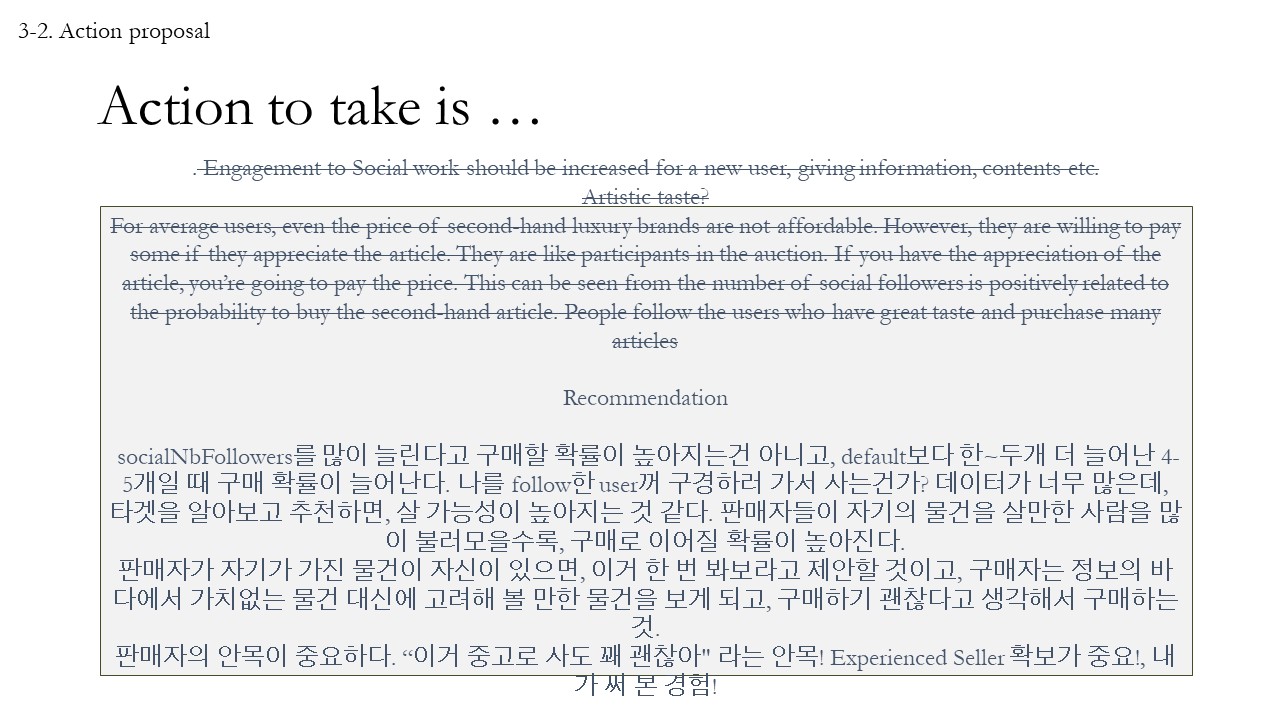 3-2. Action proposal
Action to take is …
. Engagement to Social work should be increased for a new user, giving information, contents etc.
Artistic taste?
For average users, even the price of second-hand luxury brands are not affordable. However, they are willing to pay
some if they appreciate the article. They are like participants in the auction. If you have the appreciation of the
article, you’re going to pay the price. This can be seen from the number of social followers is positively related to
the probability to buy the second-hand article. People follow the users who have great taste and purchase many
articles
Recommendation
socialNbFollowers를 많이 늘린다고 구매할 확률이 높아지는건 아니고, default보다 한~두개 더 늘어난 4-
5개일 때 구매 확률이 늘어난다. 나를 follow한 user꺼 구경하러 가서 사는건가? 데이터가 너무 많은데,
타겟을 알아보고 추천하면, 살 가능성이 높아지는 것 같다. 판매자들이 자기의 물건을 살만한 사람을 많
이 불러모을수록, 구매로 이어질 확률이 높아진다.
판매자가 자기가 가진 물건이 자신이 있으면, 이거 한 번 봐보라고 제안할 것이고, 구매자는 정보의 바
다에서 가치없는 물건 대신에 고려해 볼 만한 물건을 보게 되고, 구매하기 괜찮다고 생각해서 구매하는
것.
판매자의 안목이 중요하다. “이거 중고로 사도 꽤 괜찮아" 라는 안목! Experienced Seller 확보가 중요!, 내
가 써 본 경험!